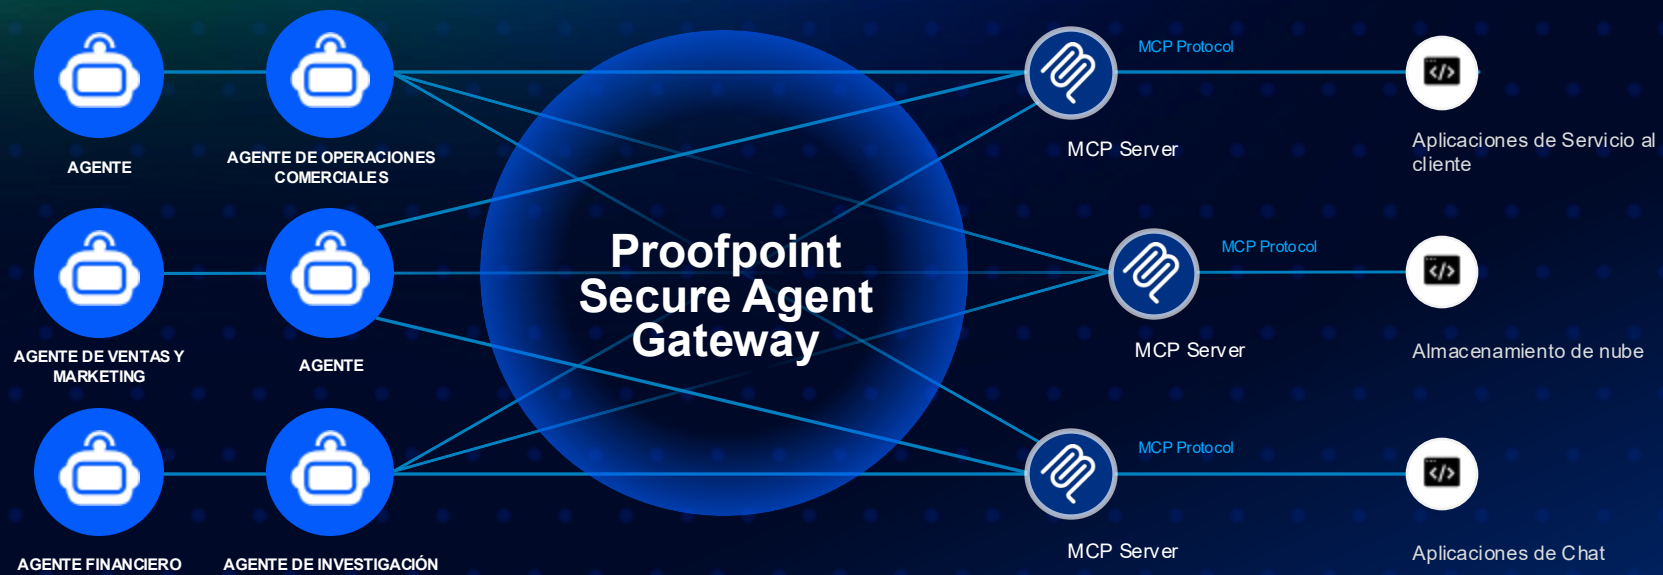 MCP Protocol
AGENTE
AGENTE DE OPERACIONES
COMERCIALES
MCP Server
Aplicaciones de Servicio al
cliente
Proofpoint
Secure Agent
Gateway
MCP Protocol
AGENTE DE VENTAS Y
MARKETING
AGENTE
MCP Server
Almacenamiento de nube
MCP Protocol
AGENTE FINANCIERO
AGENTE DE INVESTIGACIÓN
MCP Server
Aplicaciones de Chat